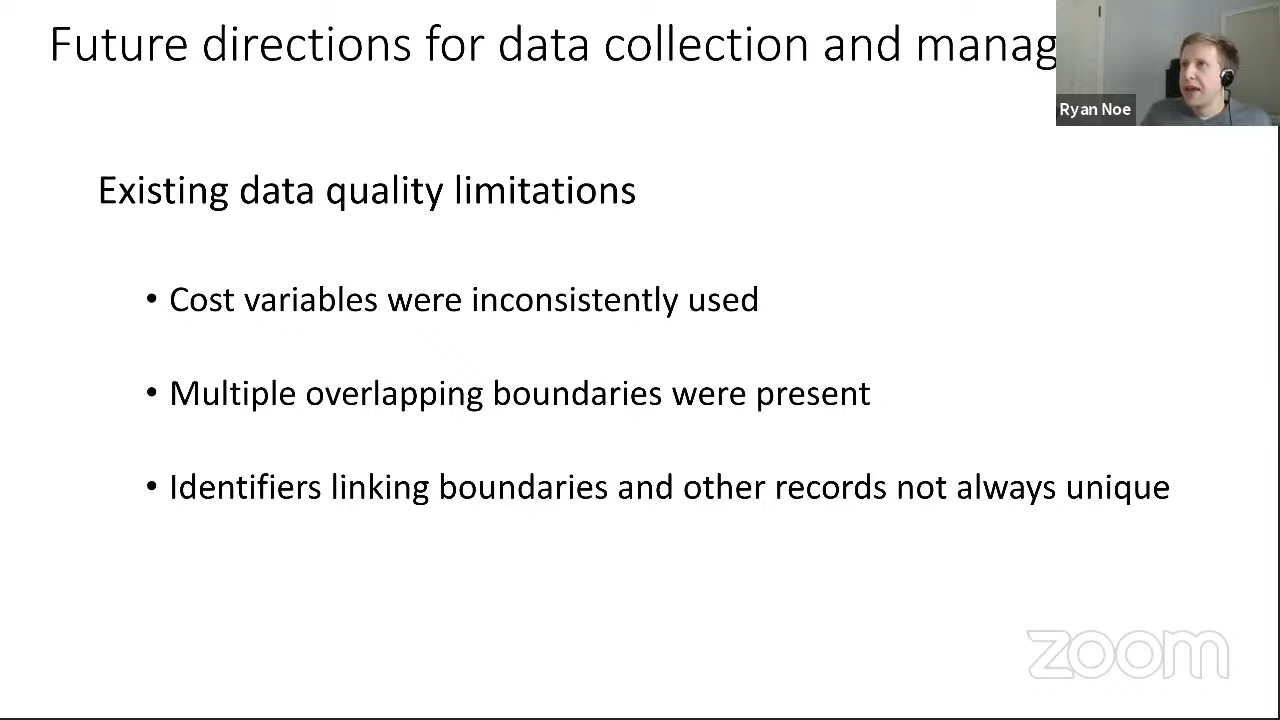 Future directions for data collection and manag
Ryan Noe
Existing data quality limitations
• Cost variables were inconsistently used
• Multiple overlapping boundaries were present
• Identifiers linking boundaries and other records not always unique
zoom